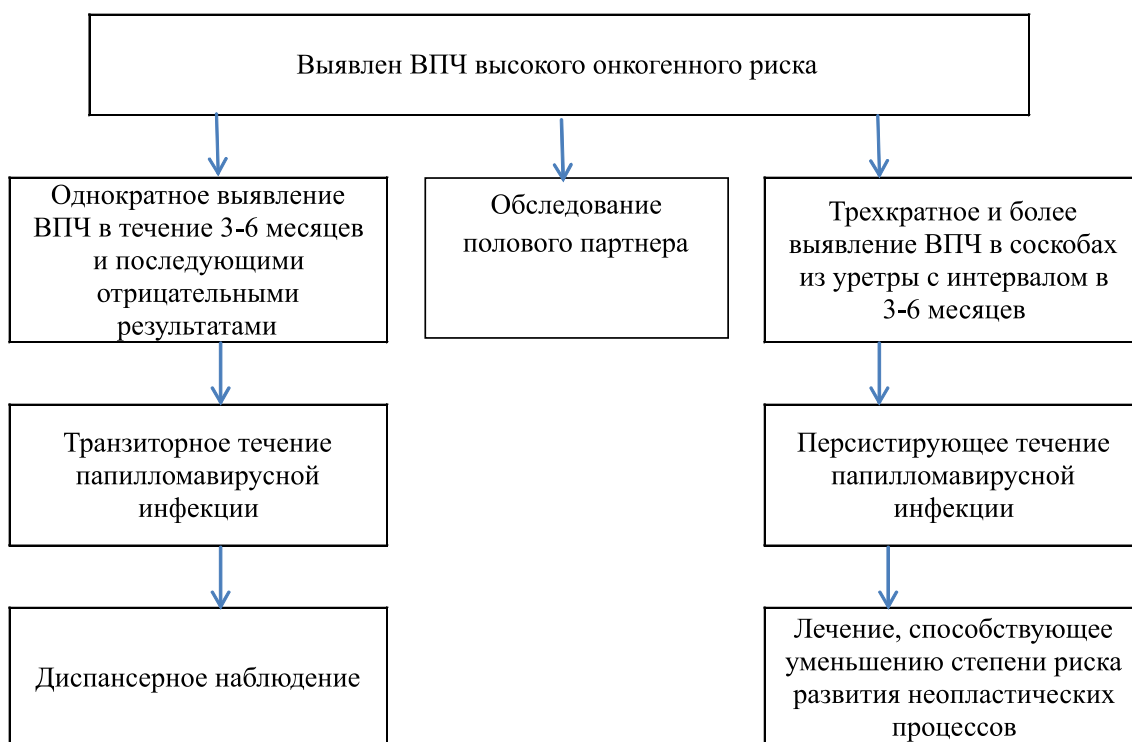 Выявлен ВПЧ высокого онкогенного риска
Однократное выявление
ВПЧ в течение 3-6 месяцев
и последующими
отрицательными
результатами
Обследование
полового партнера
Трехкратное и более
выявление ВПЧ в соскобах
из уретры с интервалом в
3-6 месяцев
Транзиторное течение
папилломавирусной
инфекции
Персистирующее течение
папилломавирусной
инфекции
Диспансерное наблюдение
Лечение, способствующее
уменьшению степени риска
развития неопластических
процессов